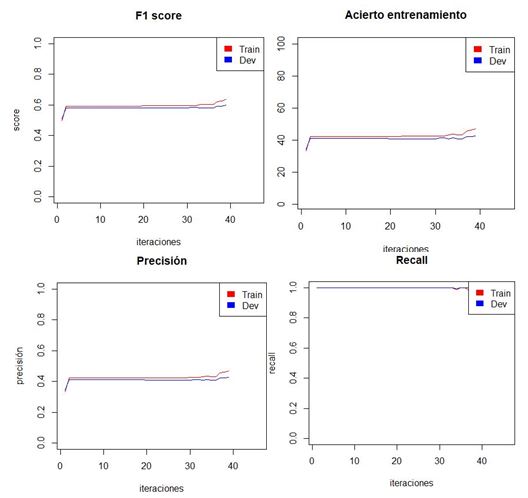 F1 score
1.0
0.8
0.6
0.4
0.2
0.0
score
Train
Dev
0 10 20 30 40
iteraciones
Acierto entrenamiento
100
80
60
40
20
0
Train
Dev
0 10 20 30 40
iteraciones
Precisión
1.0
0.8
0.6
0.4
0.2
0.0
precisión
Train
Dev
0 10 20 30 40
iteraciones
Recall
1.0
0.8
0.6
0.4
0.2
0.0
recall
Train
Dev
0 10 20 30 40
iteraciones